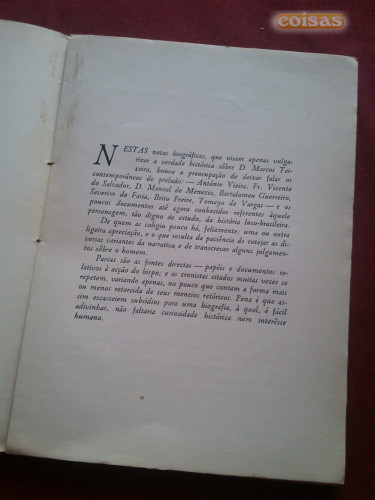 coisas
NESTAS notas biográficas, que visam apenas vulga-
rizar a verdade histórica sôbre D. Marcos Tei-
xeira, houve a preocupação de deixar falar os
contemporâneos do prelado: — António Vieira, Fr. Vicente
do Salvador, D. Manoel de Menezes, Bartolomeu Guerreiro,
Severim de Faria, Brito Freire, Tomayo de Vargas — e os
poucos documentos até agora conhecidos referentes àquele
personagem, tão digno de estudo, da história luso-brasileira.
De quem as coligiu pouco há, felizmente: uma ou outra
ligeira apreciação, e o que resulta da paciência de cotejar as di-
versas variantes da narrativa e de transcrever alguns julgamen-
tos sôbre o homem.
Parcas são as fontes directas — papéis e documentos re-
lativos à acção do bispo; e os cronistas citados muitas vezes se
repetem, variando apenas, no pouco que contam a forma mais
ou menos retorcida de seus meneios retóricos. Pena é que as-
sim escasseiem subsídios para uma biografia, à qual, é fácil
adivinhar, não faltaria curiosidade histórica nem interêsse
humano.